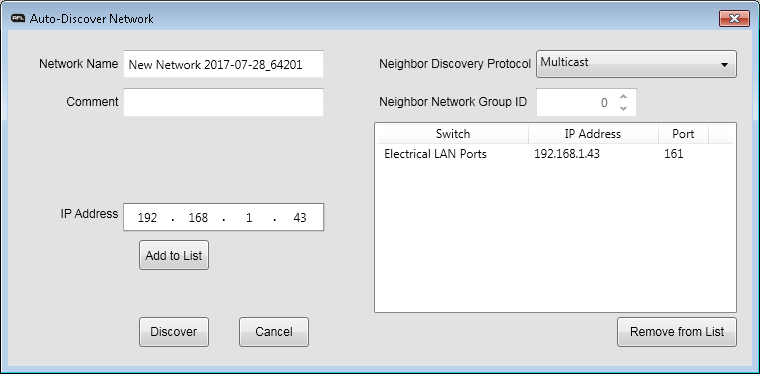 AFL Auto-Discover Network
Network Name New Network 2017-07-28_64201
Neighbor Discovery Protocol Multicast
Comment
Neighbor Network Group ID 0
Switch IP Address Port
Electrical LAN Ports 192.168.1.43 161
IP Address 192 . 168 . 1 . 43
Add to List
Discover Cancel
Remove from List